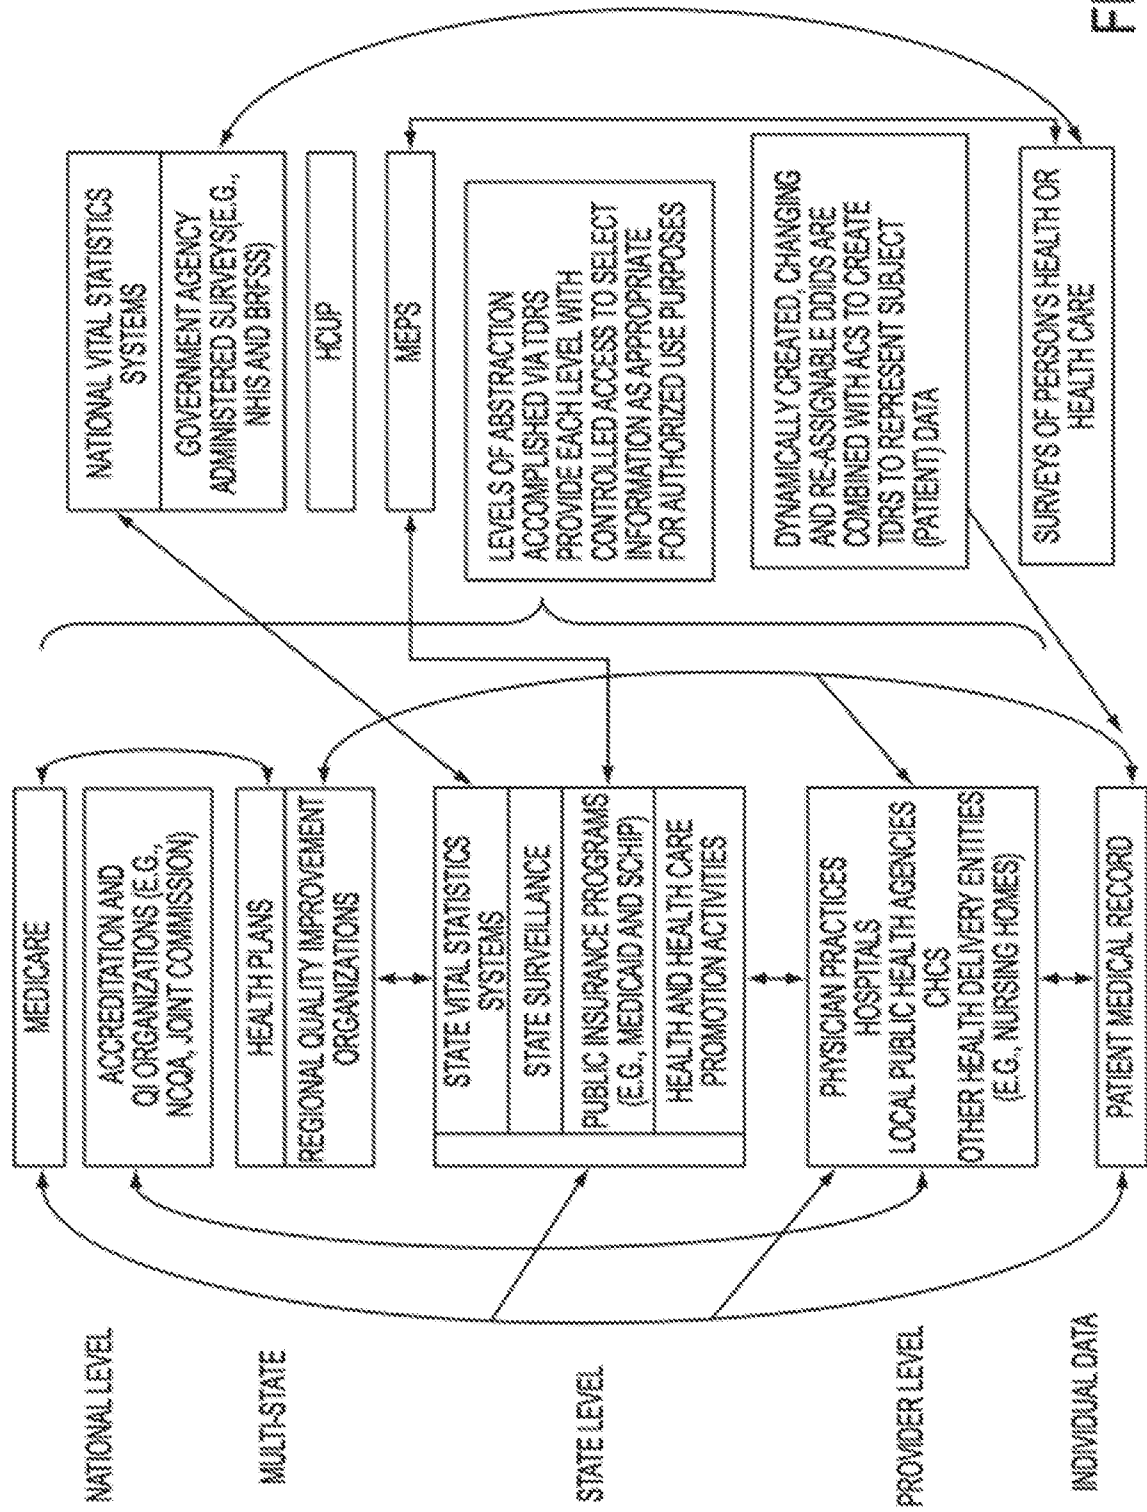 NATIONAL LEVEL
MEDICARE
ACCREDITATION AND
QI ORGANIZATIONS (E.G.,
NCQA, JOINT COMMISSION)
MULTI-STATE
HEALTH PLANS
REGIONAL QUALITY IMPROVEMENT
ORGANIZATIONS
STATE LEVEL
STATE VITAL STATISTICS
SYSTEMS
STATE SURVEILLANCE
PUBLIC INSURANCE PROGRAMS
(E.G., MEDICAID AND SCHIP)
HEALTH AND HEALTH CARE
PROMOTION ACTIVITIES
PROVIDER LEVEL
PHYSICIAN PRACTICES
HOSPITALS
LOCAL PUBLIC HEALTH AGENCIES
CHCS
OTHER HEALTH DELIVERY ENTITIES
(E.G., NURSING HOMES)
INDIVIDUAL DATA
PATIENT MEDICAL RECORD
NATIONAL VITAL STATISTICS
SYSTEMS
GOVERNMENT AGENCY
ADMINISTERED SURVEYS(E.G.,
NHIS AND BRFSS)
HCUP
MEPS
LEVELS OF ABSTRACTION
ACCOMPLISHED VIA TDRS
PROVIDE EACH LEVEL WITH
CONTROLLED ACCESS TO SELECT
INFORMATION AS APPROPRIATE
FOR AUTHORIZED USE PURPOSES
DYNAMICALLY CREATED, CHANGING
AND RE-ASSIGNABLE DDIDS ARE
COMBINED WITH ACS TO CREATE
TDRS TO REPRESENT SUBJECT
(PATIENT) DATA
SURVEYS OF PERSON'S HEALTH OR
HEALTH CARE